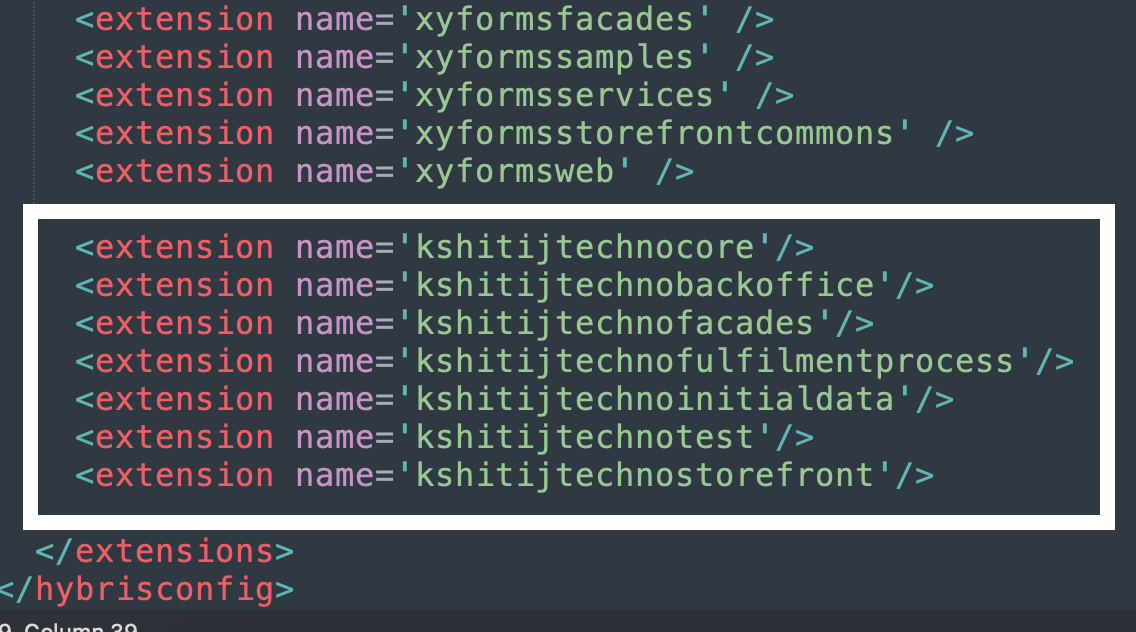 <extension name='xyformsfacades' />
<extension name='xyformssamples' />
<extension name='xyformsservices' />
<extension name='xyformsstorefrontcommons' />
<extension name='xyformsweb' />
<extension name='kshitijtechnocore'/>
<extension name='kshitijtechnobackoffice'/>
<extension name='kshitijtechnofacades'/>
<extension name='kshitijtechnofulfilmentprocess'/>
<extension name='kshitijtechnoinitialdata'/>
<extension name='kshitijtechnotest'/>
<extension name='kshitijtechnostorefront'/>
</extensions>
</hybrisconfig>
9, Column 39